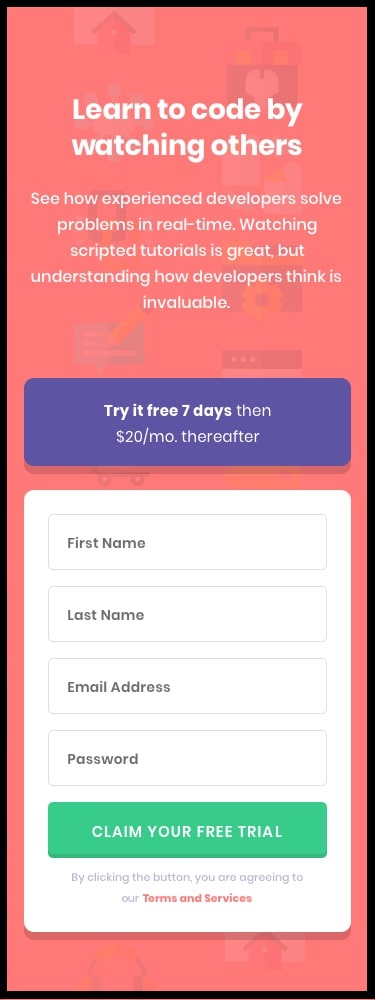 Learn to code by
watching others
See how experienced developers solve
problems in real-time. Watching
scripted tutorials is great, but
understanding how developers think is
invaluable.
Try it free 7 days then
$20/mo. thereafter
First Name
Last Name
Email Address
Password
CLAIM YOUR FREE TRIAL
By clicking the button, you are agreeing to
our Terms and Services